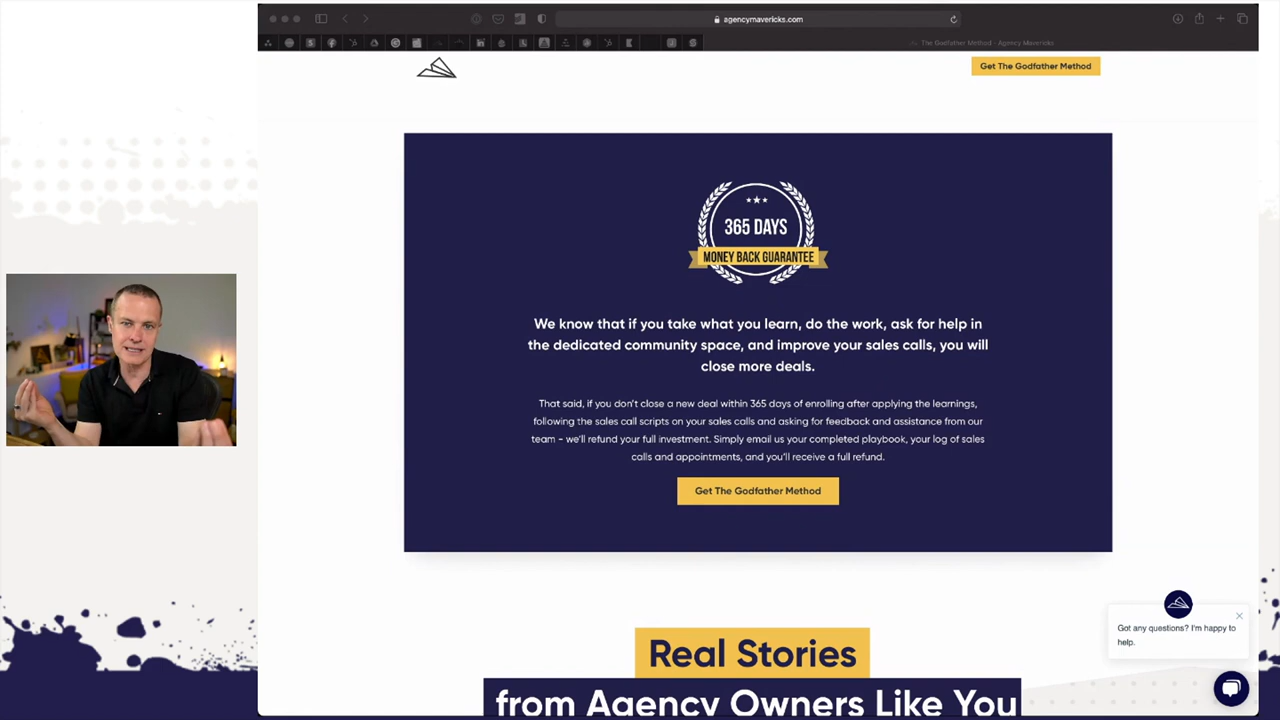 agencymavericks.com
The Godfather Method - Agency Mavericks
Get The Godfather Method
365 DAYS
MONEY BACK GUARANTEE
We know that if you take what you learn, do the work, ask for help in
the dedicated community space, and improve your sales calls, you will
close more deals.
That said, if you don't close a new deal within 365 days of enrolling after applying the learnings,
following the sales call scripts on your sales calls and asking for feedback and assistance from our
team - we'll refund your full investment. Simply email us your completed playbook, your log of sales
calls and appointments, and you'll receive a full refund.
Get The Godfather Method
Got any questions? I'm happy to
help.
Real Stories
from Agency Owners Like You